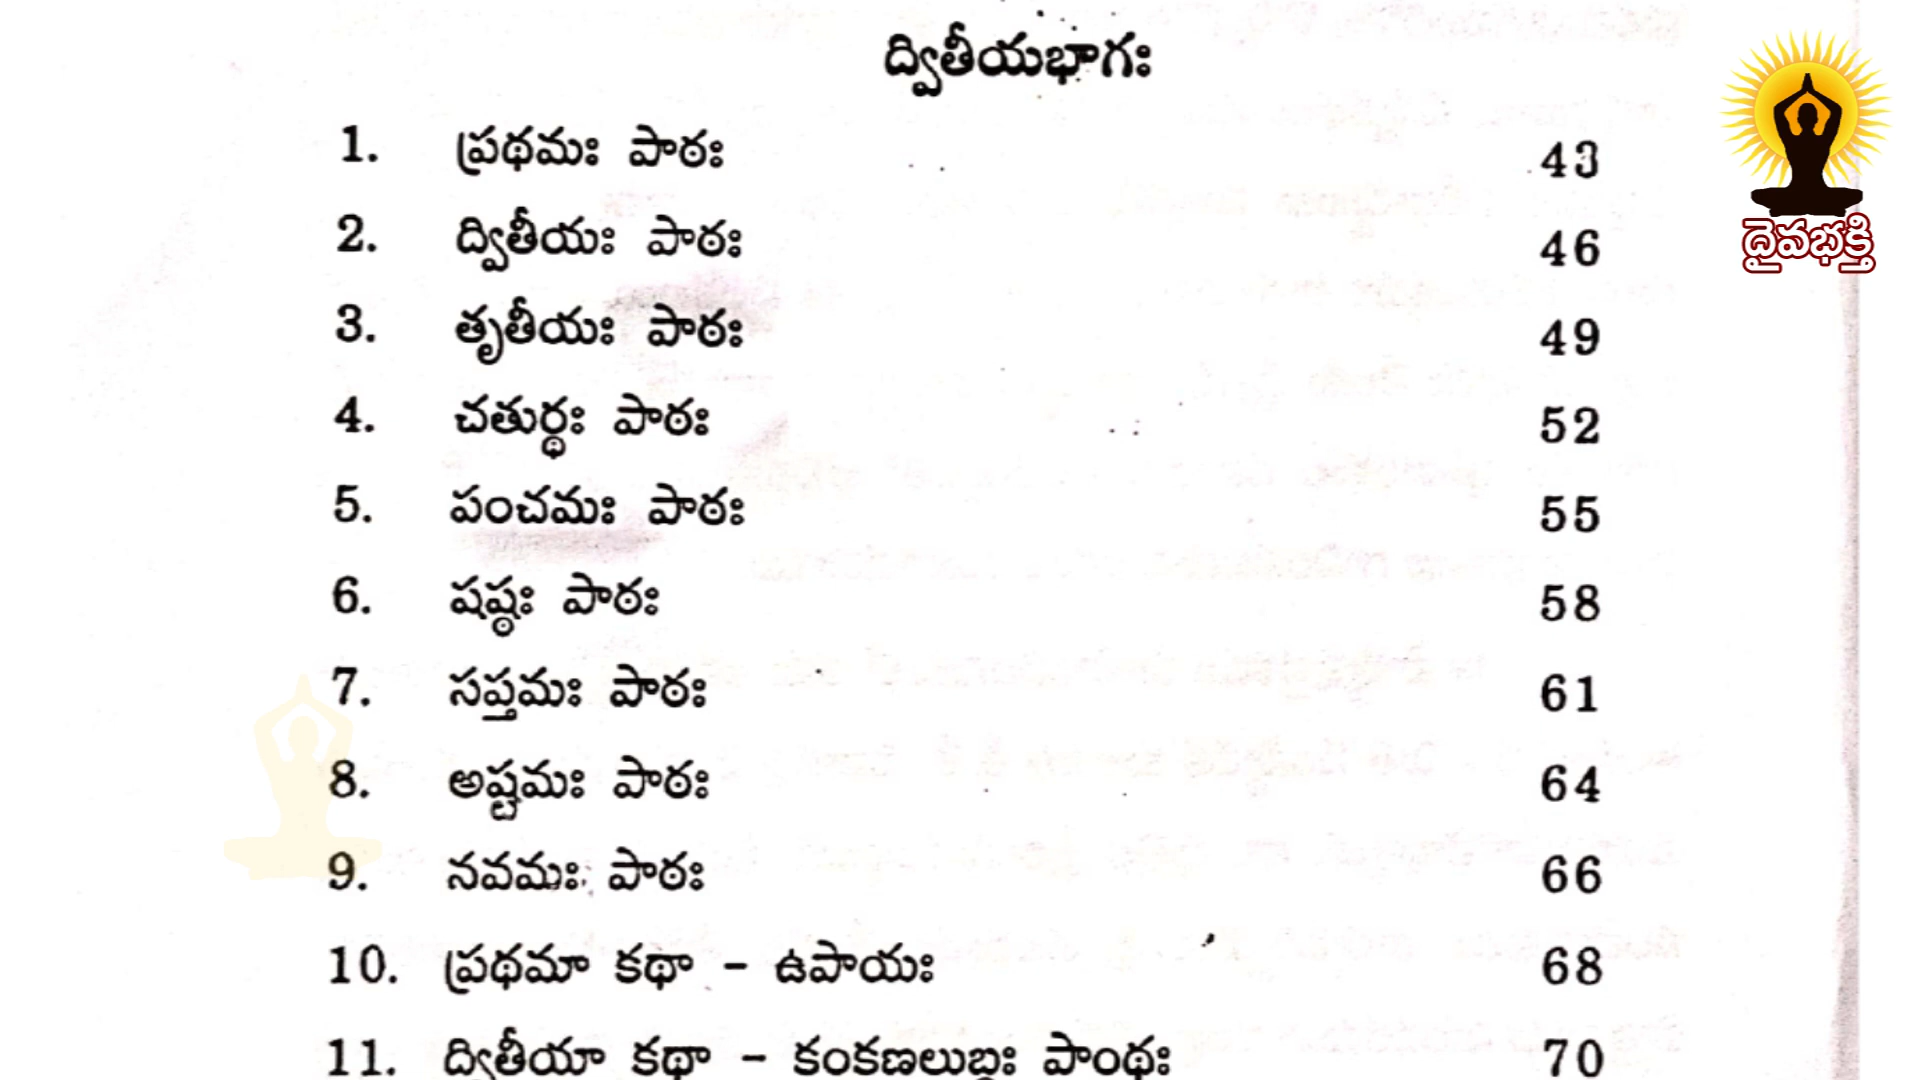 ద్వితీయభాగః
1. ప్రథమః పాఠః 43
2. ద్వితీయః పాఠః 46
3. తృతీయః పాఠః 49
4. చతుర్థః పాఠః 52
5. పంచమః పాఠః 55
6. షష్ఠః పాఠః 58
7. సప్తమః పాఠః 61
8. అష్టమః పాఠః 64
9. నవమః పాఠః 66
10. ప్రథమా కథా - ఉపాయః 68
11. ద్వితీయా కథా - కంకణలుబ్ధః పాంథః 70
దైవభక్తి